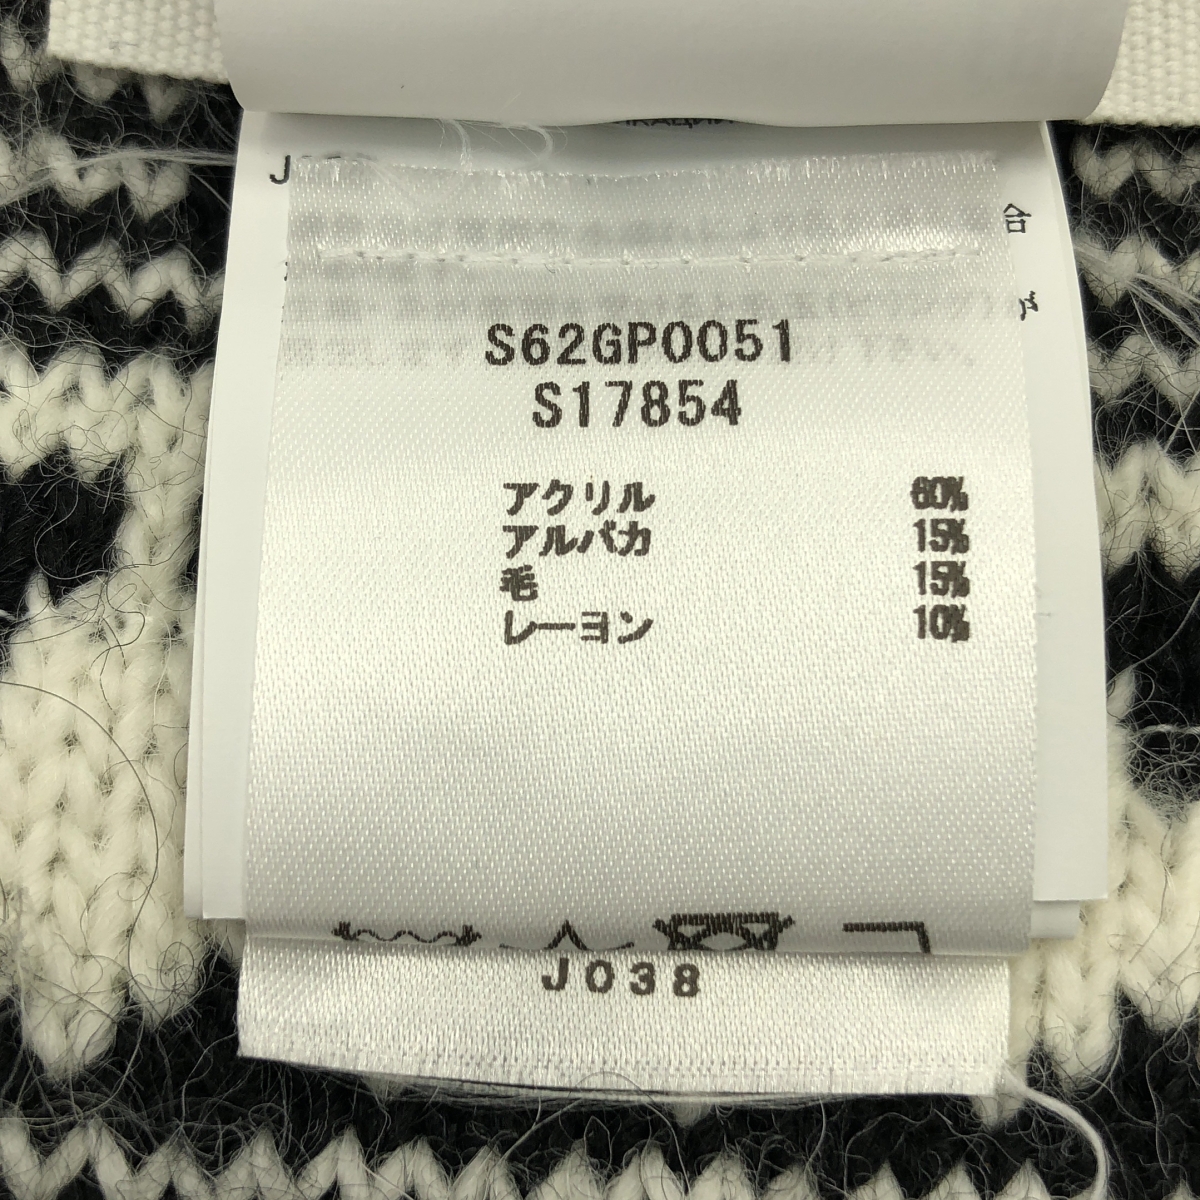 S62GP0051
S17854
アクリル 60%
アルパカ 15%
毛 15%
レーヨン 10%
J038